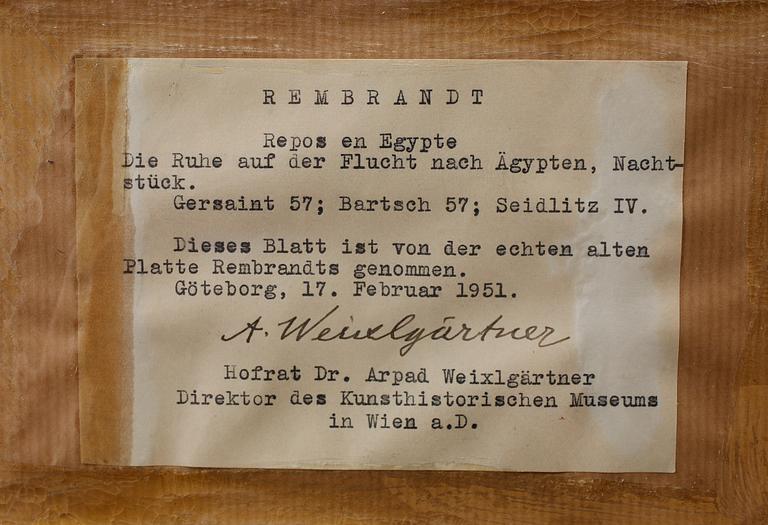 REMBRANDT
Repos en Egypte
Die Ruhe auf der Flucht nach Ägypten, Nacht-
stück.
Gersaint 57; Bartsch 57; Seidlitz IV.
Dieses Blatt ist von der echten alten
Platte Rembrandts genommen.
Göteborg, 17. Februar 1951.
A. Weixlgärtner
Hofrat Dr. Arpad Weixlgärtner
Direktor des Kunsthistorischen Museums
in Wien a.D.